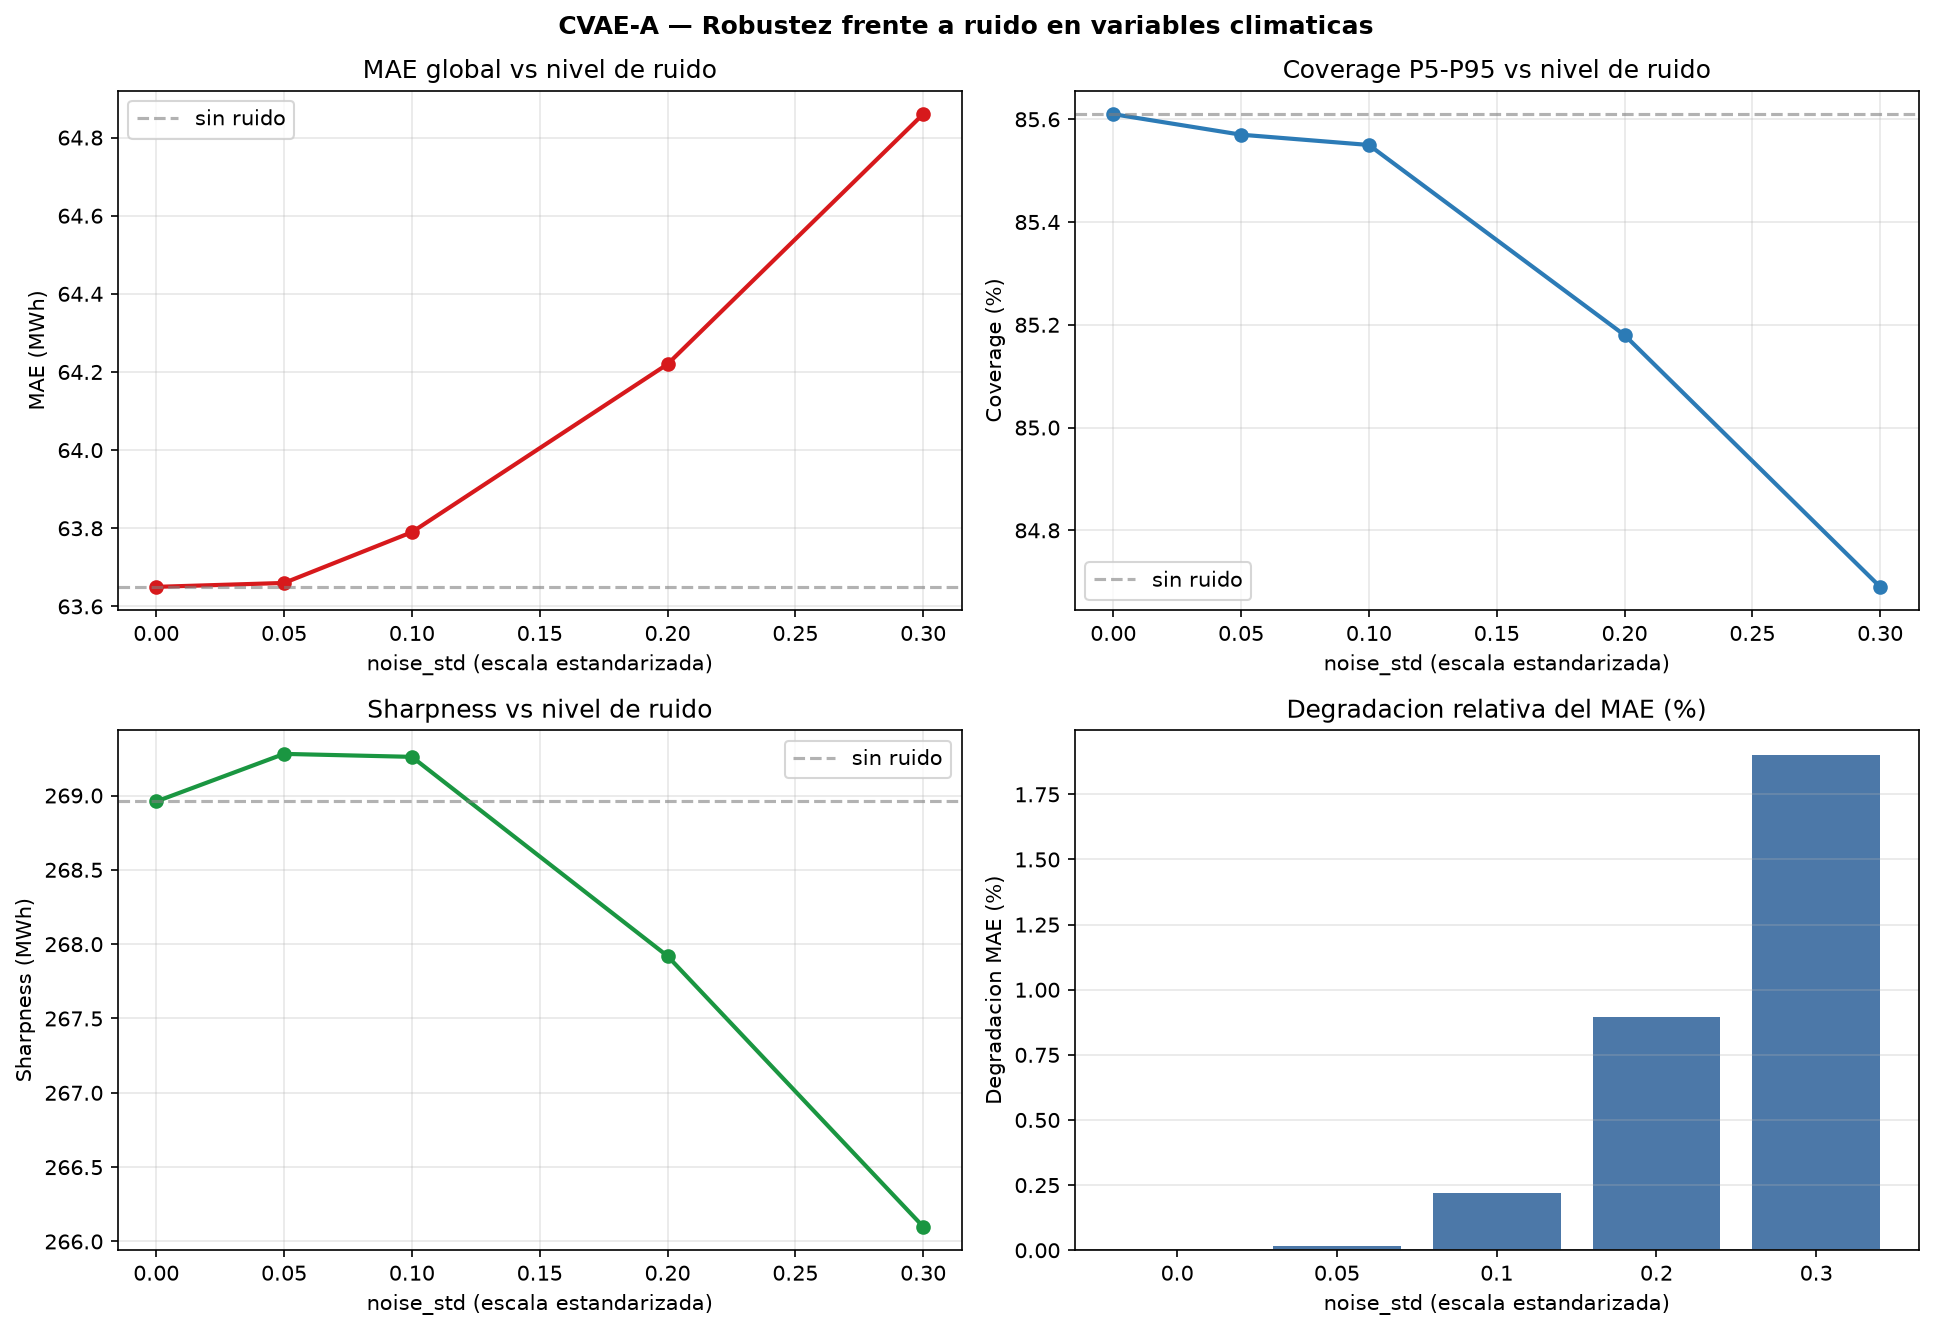 CVAE-A — Robustez frente a ruido en variables climaticas
MAE global vs nivel de ruido
sin ruido
MAE (MWh)
64.8
64.6
64.4
64.2
64.0
63.8
63.6
0.00 0.05 0.10 0.15 0.20 0.25 0.30
noise_std (escala estandarizada)
Coverage P5-P95 vs nivel de ruido
Coverage (%)
85.6
85.4
85.2
85.0
84.8
sin ruido
0.00 0.05 0.10 0.15 0.20 0.25 0.30
noise_std (escala estandarizada)
Sharpness vs nivel de ruido
sin ruido
Sharpness (MWh)
269.0
268.5
268.0
267.5
267.0
266.5
266.0
0.00 0.05 0.10 0.15 0.20 0.25 0.30
noise_std (escala estandarizada)
Degradacion relativa del MAE (%)
Degradacion MAE (%)
1.75
1.50
1.25
1.00
0.75
0.50
0.25
0.00
0.0 0.05 0.1 0.2 0.3
noise_std (escala estandarizada)